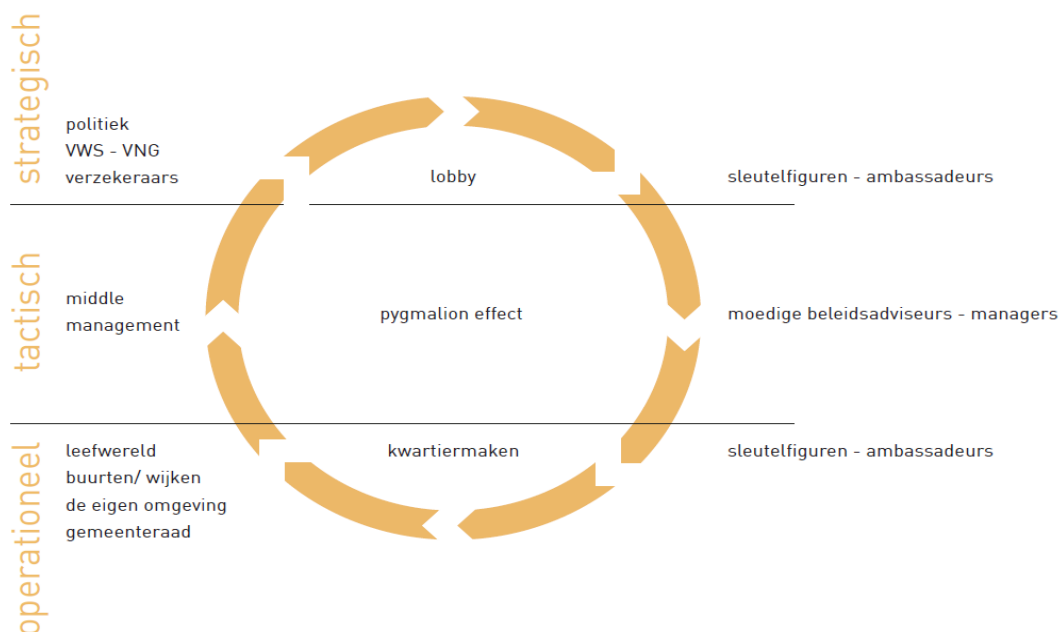 strategisch
politiek
VWS - VNG
verzekeraars
lobby
sleutelfiguren - ambassadeurs
tactisch
middle
management
pygmalion effect
moedige beleidsadviseurs - managers
operationeel
leefwereld
buurten/ wijken
de eigen omgeving
gemeenteraad
kwartiermaken
sleutelfiguren - ambassadeurs